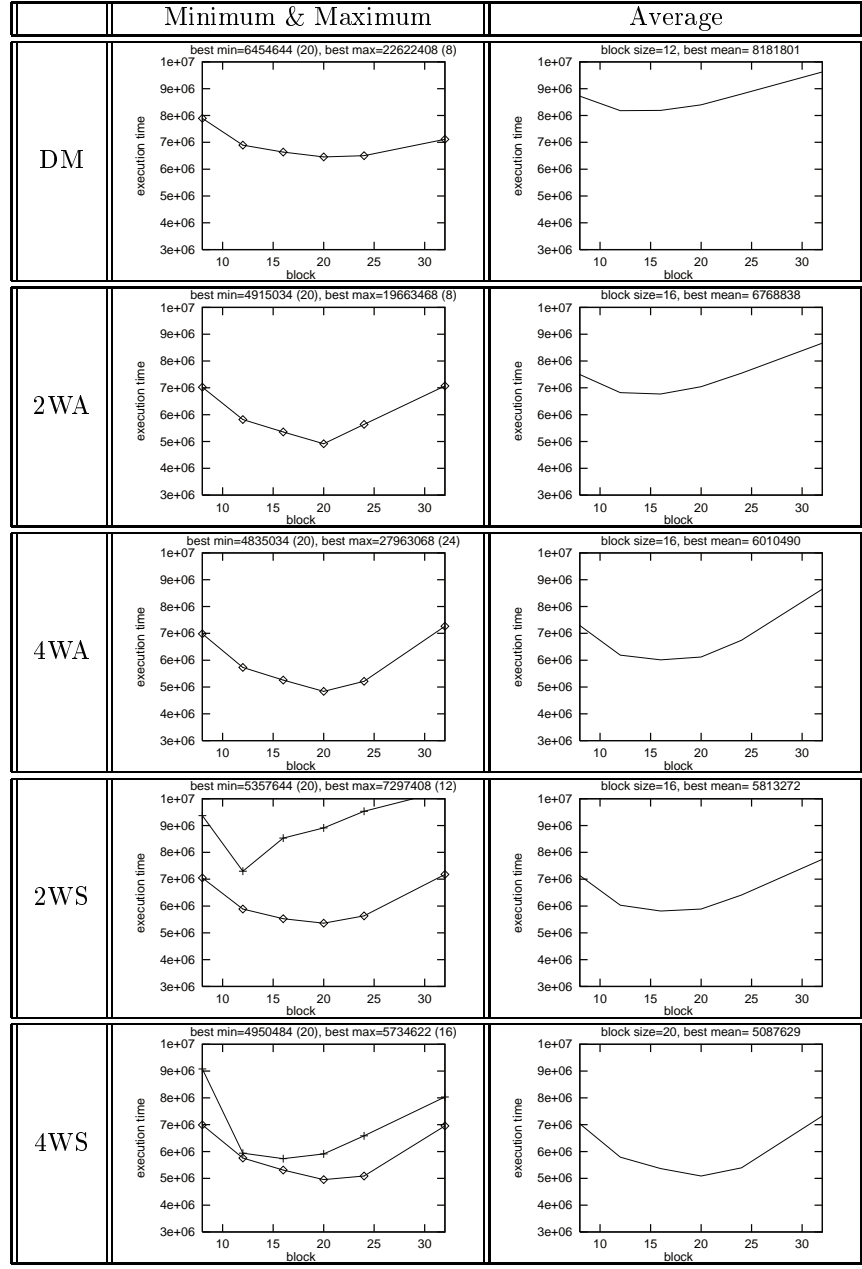 Minimum & Maximum
Average
DM
best min=6454644 (20), best max=22622408 (8)
1e+07
9e+06
8e+06
7e+06
6e+06
5e+06
4e+06
3e+06
execution time
10 15 20 25 30
block
block size=12, best mean= 8181801
1e+07
9e+06
8e+06
7e+06
6e+06
5e+06
4e+06
3e+06
execution time
10 15 20 25 30
2WA
best min=4915034 (20), best max=19663468 (8)
1e+07
9e+06
8e+06
7e+06
6e+06
5e+06
4e+06
3e+06
execution time
10 15 20 25 30
block
block size=16, best mean= 6768838
1e+07
9e+06
8e+06
7e+06
6e+06
5e+06
4e+06
3e+06
execution time
10 15 20 25 30
4WA
best min=4835034 (20), best max=27963068 (24)
1e+07
9e+06
8e+06
7e+06
6e+06
5e+06
4e+06
3e+06
execution time
10 15 20 25 30
block
block size=16, best mean= 6010490
1e+07
9e+06
8e+06
7e+06
6e+06
5e+06
4e+06
3e+06
execution time
10 15 20 25 30
2WS
best min=5357644 (20), best max=7297408 (12)
1e+07
9e+06
8e+06
7e+06
6e+06
5e+06
4e+06
3e+06
execution time
10 15 20 25 30
block
block size=16, best mean= 5813272
1e+07
9e+06
8e+06
7e+06
6e+06
5e+06
4e+06
3e+06
execution time
10 15 20 25 30
4WS
best min=4950484 (20), best max=5734622 (16)
1e+07
9e+06
8e+06
7e+06
6e+06
5e+06
4e+06
3e+06
execution time
10 15 20 25 30
block
block size=20, best mean= 5087629
1e+07
9e+06
8e+06
7e+06
6e+06
5e+06
4e+06
3e+06
execution time
10 15 20 25 30